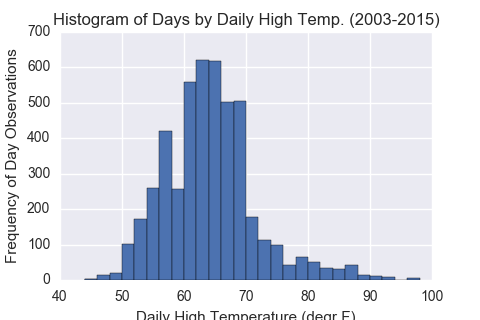 Histogram of Days by Daily High Temp. (2003-2015)
Frequency of Day Observations
700
600
500
400
300
200
100
0
40 50 60 70 80 90 100
Daily High Temperature (degr F)